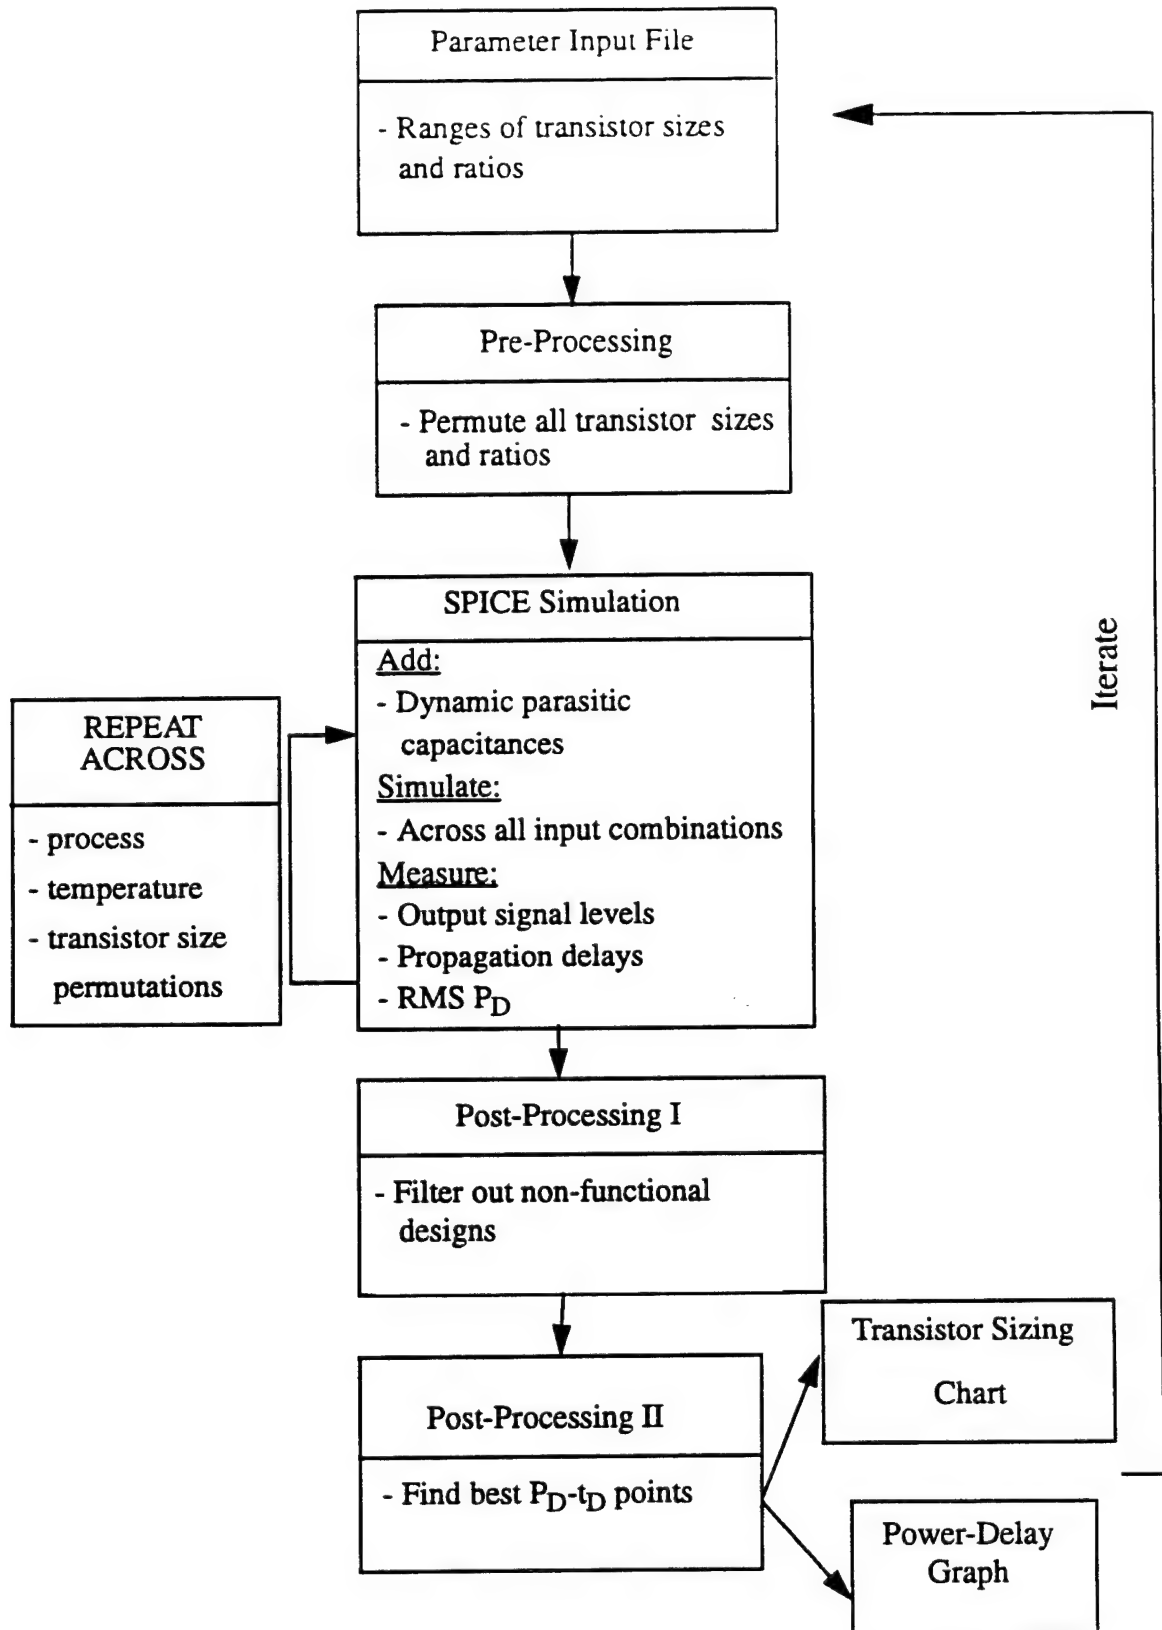 Parameter Input File
- Ranges of transistor sizes
and ratios
Pre-Processing
- Permute all transistor sizes
and ratios
SPICE Simulation
Add:
- Dynamic parasitic
capacitances
Simulate:
- Across all input combinations
Measure:
- Output signal levels
- Propagation delays
- RMS PD
REPEAT
ACROSS
- process
- temperature
- transistor size
permutations
Iterate
Post-Processing I
- Filter out non-functional
designs
Post-Processing II
- Find best PD-tD points
Transistor Sizing
Chart
Power-Delay
Graph